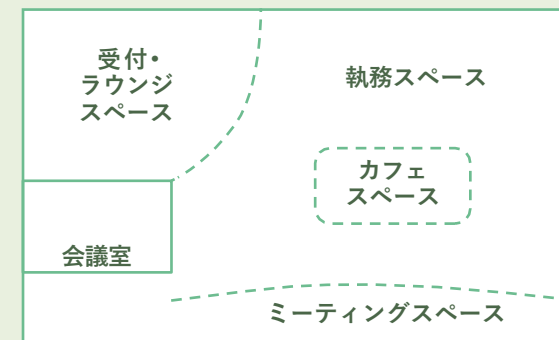 受付・
ラウンジ
スペース
執務スペース
カフェ
スペース
会議室
ミーティングスペース